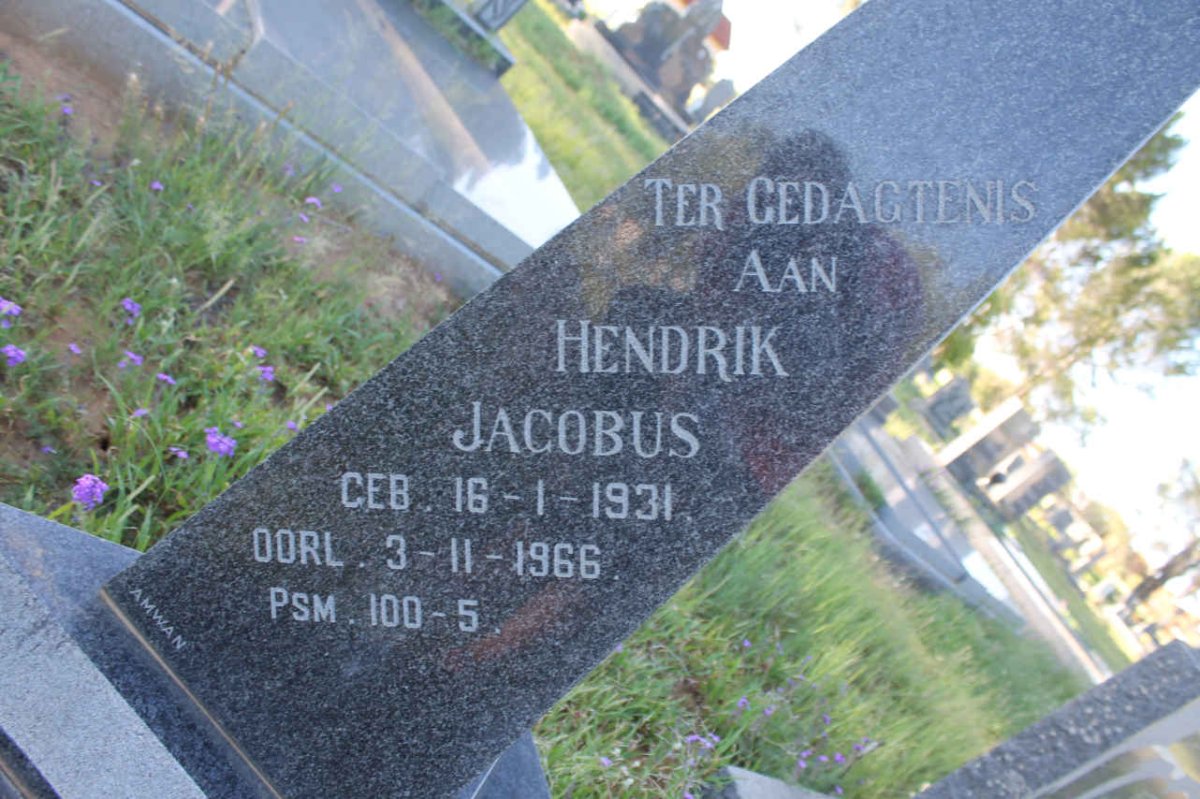 TER GEDAGTENIS
AAN
HENDRIK
JACOBUS
GEB. 16-1-1931.
OORL. 3-11-1966.
PSM. 100-5.
AMWAN